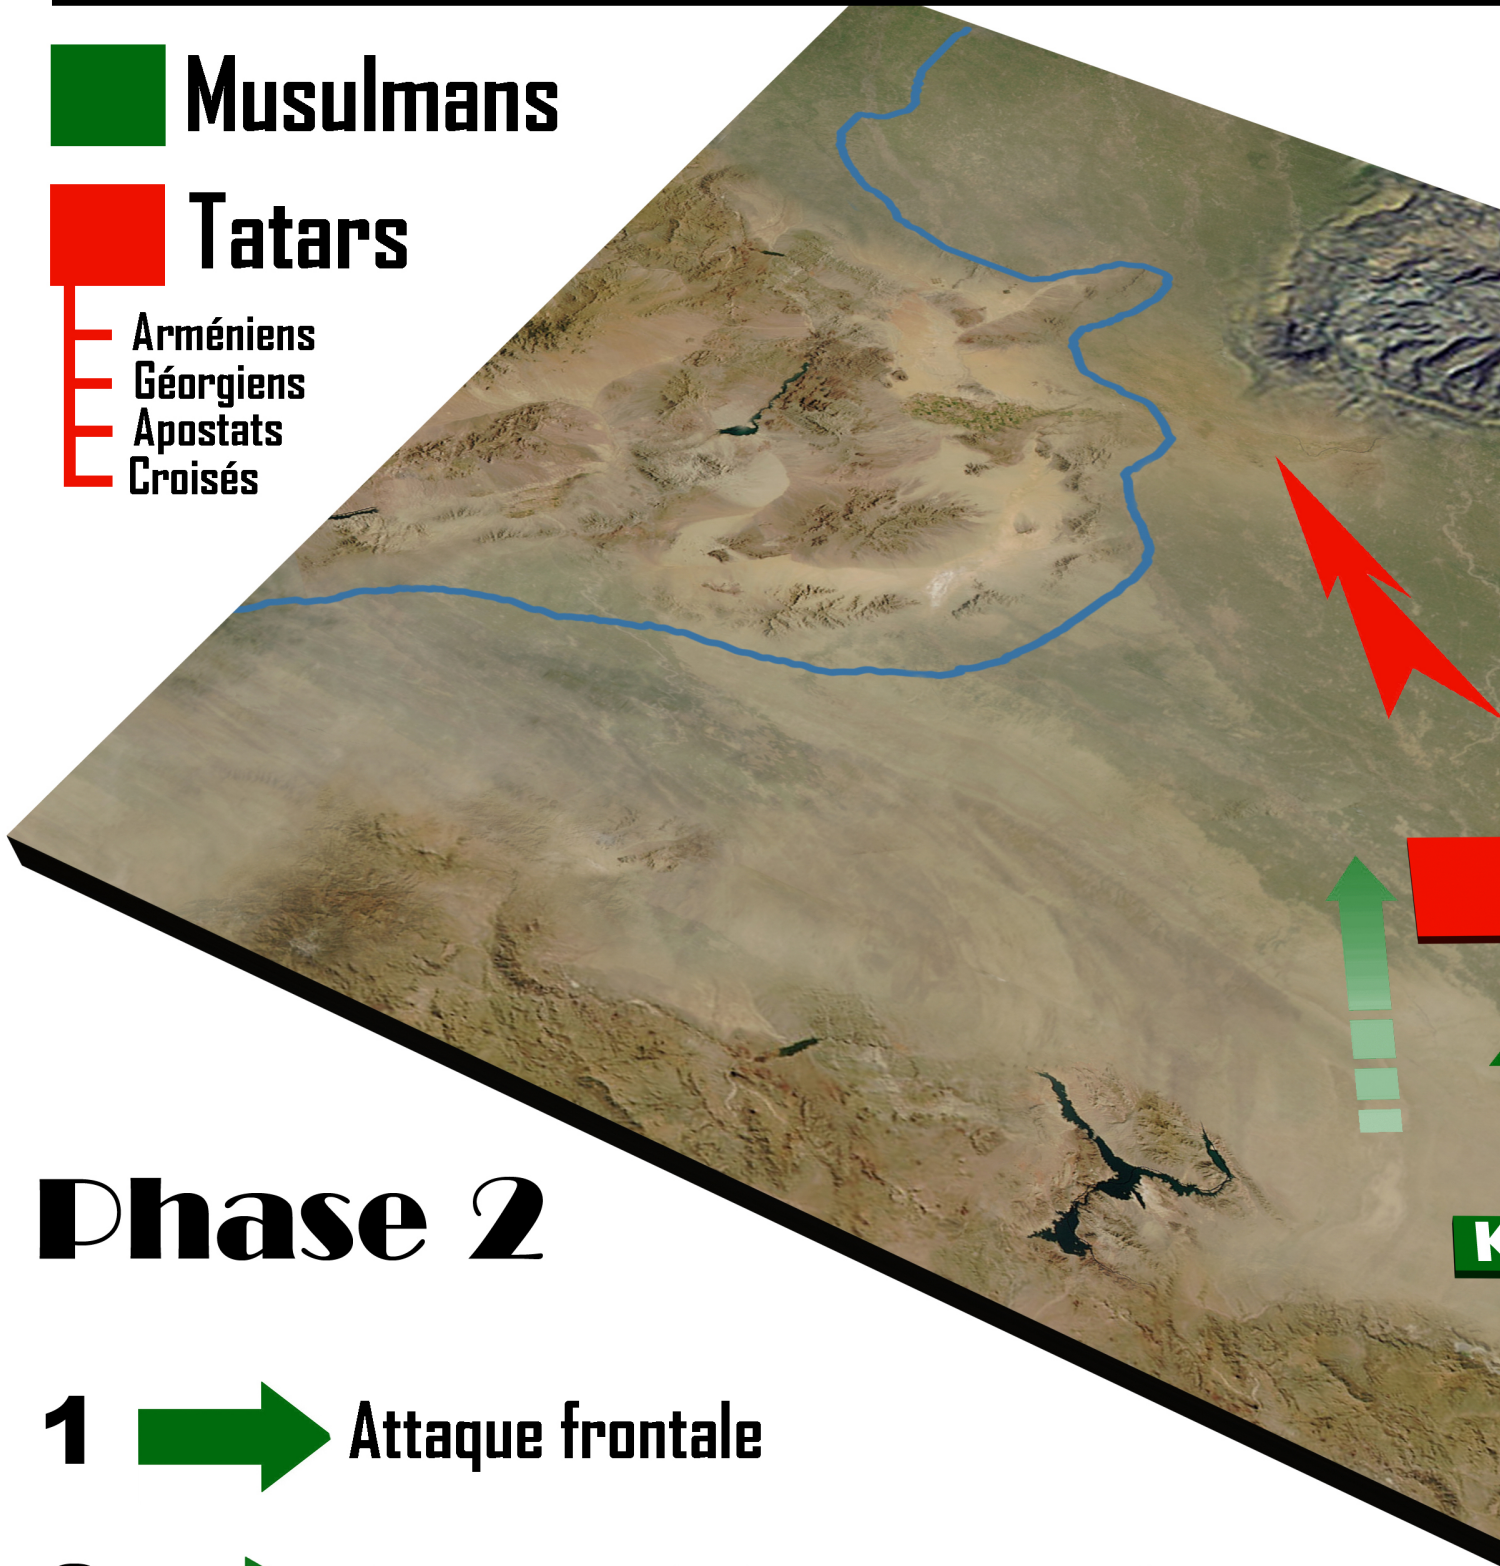 Musulmans
Tatars
Arméniens
Géorgiens
Apostats
Croisés
K
Phase 2
1 Attaque frontale